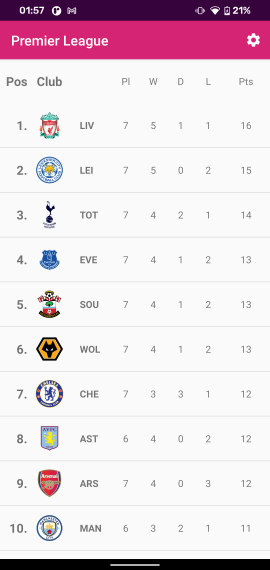 01:57 21%
Premier League
Pos Club Pl W D L Pts
1. LIV 7 5 1 1 16
2. LEI 7 5 0 2 15
3. TOT 7 4 2 1 14
4. EVE 7 4 1 2 13
5. SOU 7 4 1 2 13
6. WOL 7 4 1 2 13
7. CHE 7 3 3 1 12
8. AST 6 4 0 2 12
9. Arsenal ARS 7 4 0 3 12
10. MAN 6 3 2 1 11